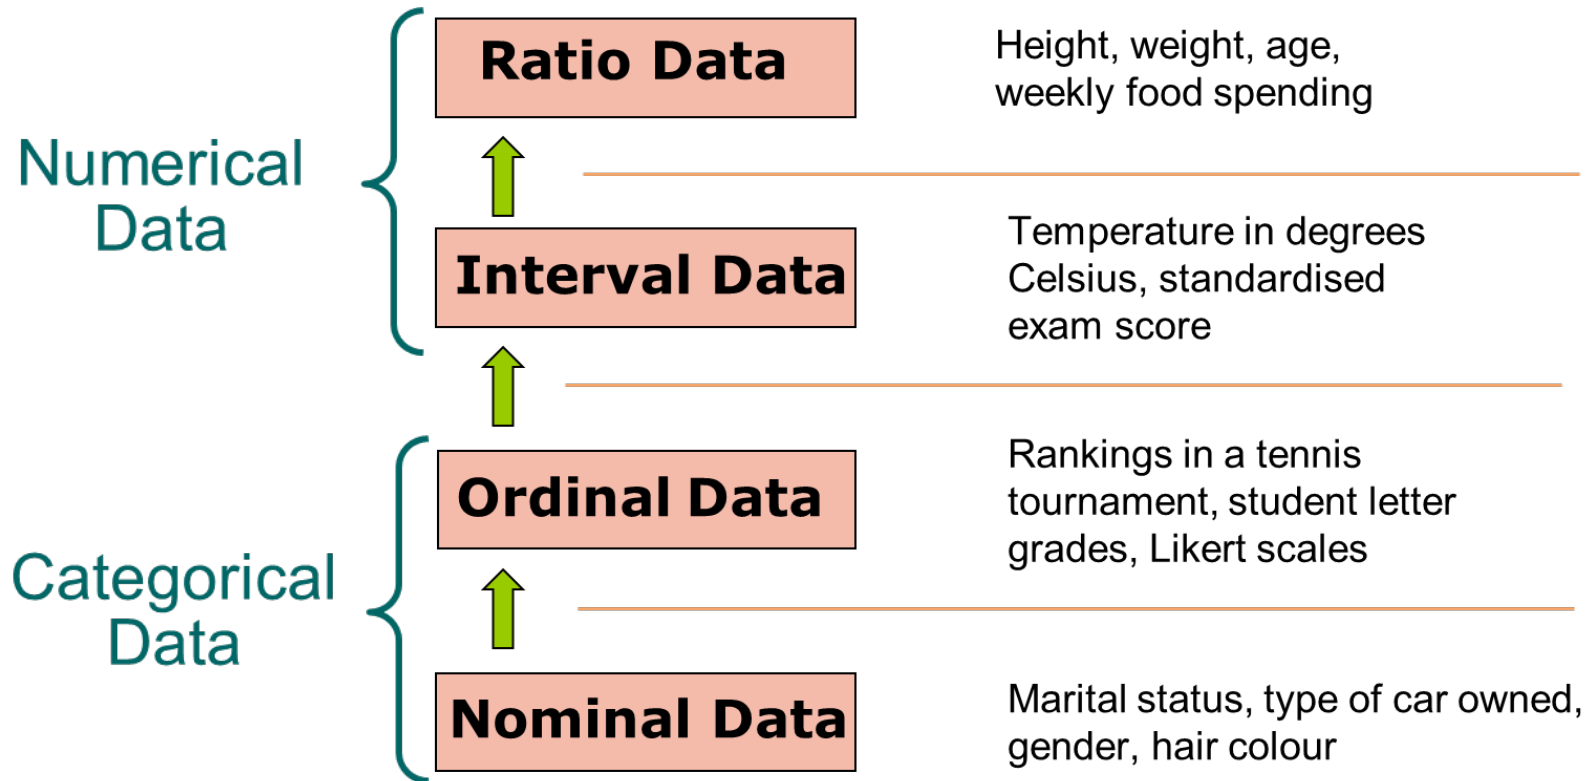 Numerical
Data
Ratio Data
Height, weight, age,
weekly food spending
Interval Data
Temperature in degrees
Celsius, standardised
exam score
Categorical
Data
Ordinal Data
Rankings in a tennis
tournament, student letter
grades, Likert scales
Nominal Data
Marital status, type of car owned,
gender, hair colour